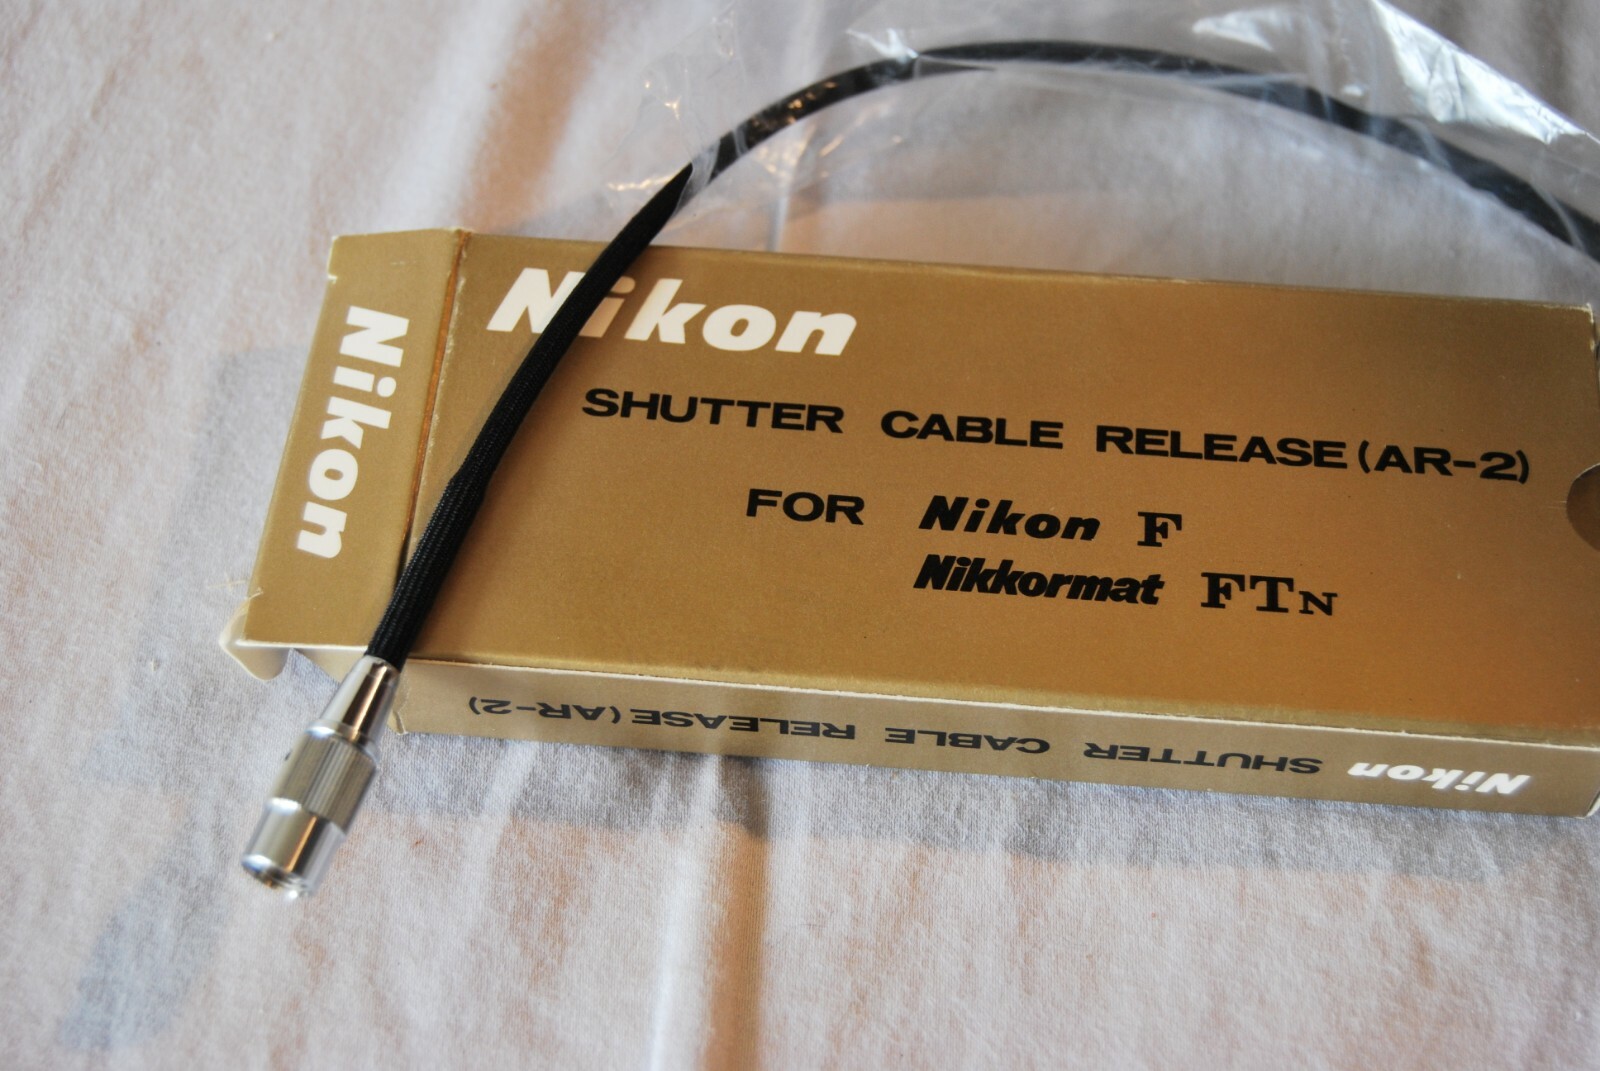 Nikon
Nikon
SHUTTER CABLE RELEASE (AR-2)
FOR Nikon F
Nikkormat FTN
Nikon SHUTTER CABLE RELEASE (AR-2)